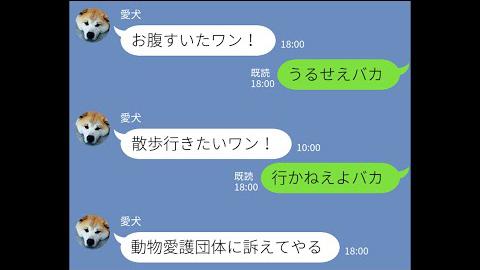 愛犬
お腹すいたワン！
18:00
うるせえバカ
既読
18:00
愛犬
散歩行きたいワン！
10:00
行かねえよバカ
既読
18:00
愛犬
動物愛護団体に訴えてやる
18:00